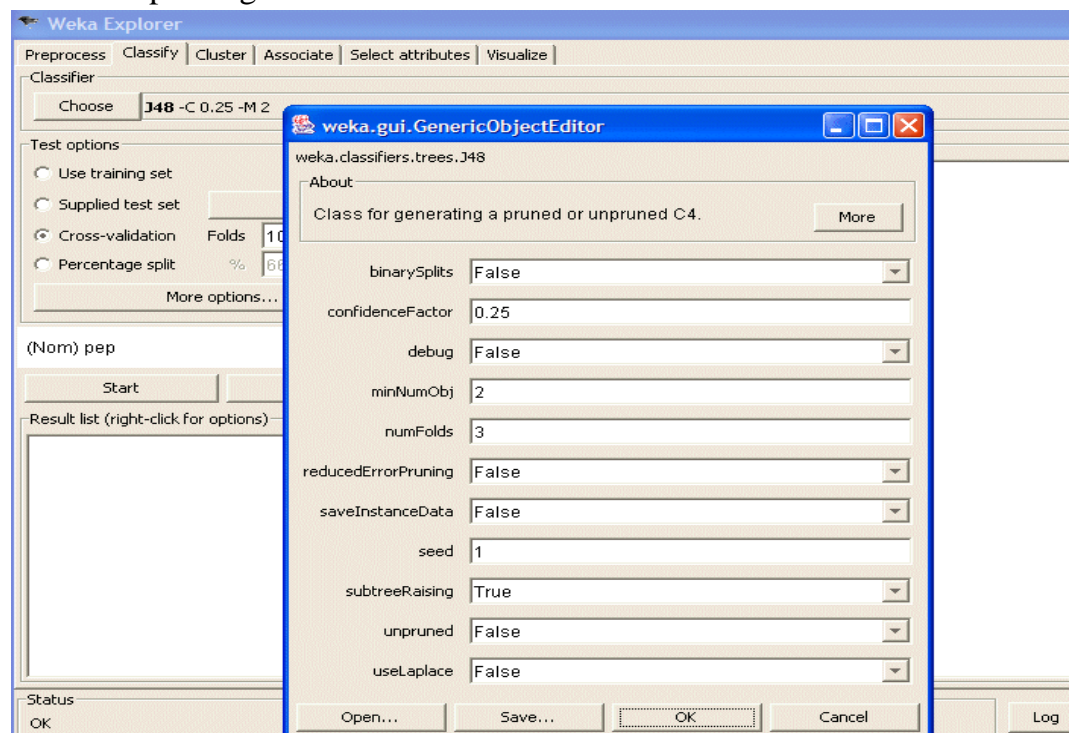 Weka Explorer
Preprocess Classify Cluster Associate Select attributes Visualize
Classifier
Choose J48 -C 0.25 -M 2
Test options
Use training set
Supplied test set
Cross-validation Folds 10
Percentage split % 66
More options...
(Nom) pep
Start
Result list (right-click for options)
Status
OK
Log
weka.gui.GenericObjectEditor
weka.classifiers.trees.J48
About
Class for generating a pruned or unpruned C4.
More
binarySplits False
confidenceFactor 0.25
debug False
minNumObj 2
numFolds 3
reducedErrorPruning False
saveInstanceData False
seed 1
subtreeRaising True
unpruned False
useLaplace False
Open... Save... OK Cancel